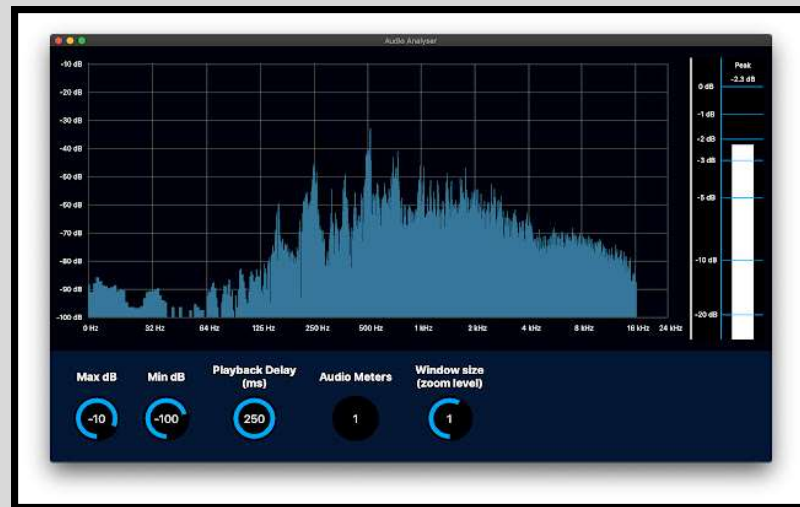 Audio Analyser
-10 dB
-20 dB
-30 dB
-40 dB
-50 dB
-60 dB
-70 dB
-80 dB
-90 dB
-100 dB
0 Hz 32 Hz 64 Hz 125 Hz 250 Hz 500 Hz 1 kHz 2 kHz 4 kHz 8 kHz 16 kHz 24 kHz
Peak
-2.3 dB
0 dB
-1 dB
-2 dB
-3 dB
-5 dB
-10 dB
-20 dB
Max dB
-10
Min dB
-100
Playback Delay
(ms)
250
Audio Meters
1
Window size
(zoom level)
1